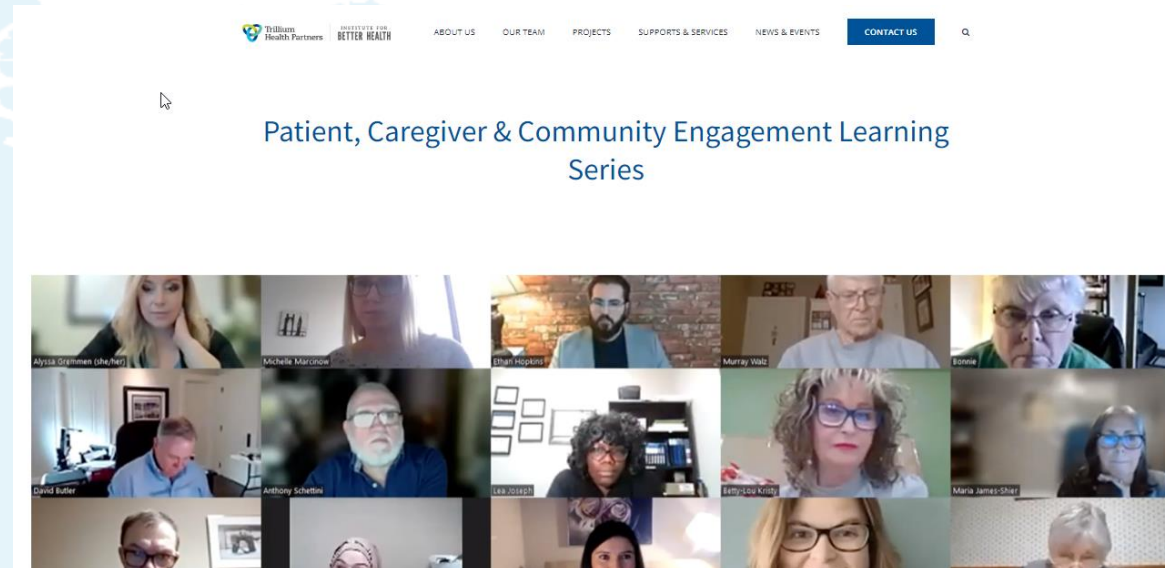 Trillium
Health Partners
INSTITUTE FOR
BETTER HEALTH
ABOUT US
OUR TEAM
PROJECTS
SUPPORTS & SERVICES
NEWS & EVENTS
CONTACT US
Patient, Caregiver & Community Engagement Learning
Series
Alyssa Gremmen (she/her)
Michelle Marcinow
Ethan Hopkins
Murray Walz
Bonnie
David Butler
Anthony Schettini
Lea Joseph
Betty-Lou Kristy
Maria James-Shier